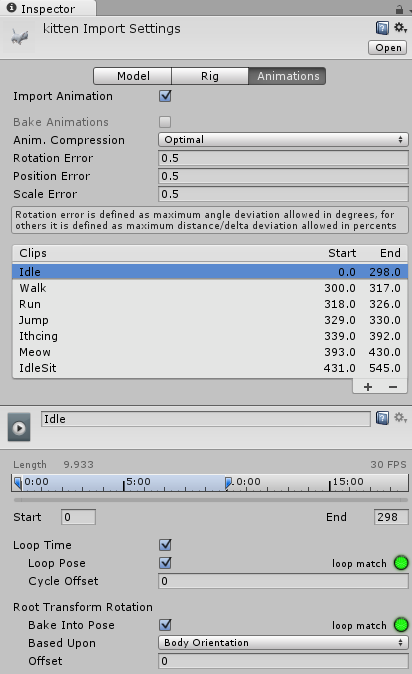 Inspector
kitten Import Settings
Open
Model Rig Animations
Import Animation
Bake Animations
Anim. Compression Optimal
Rotation Error 0.5
Position Error 0.5
Scale Error 0.5
Rotation error is defined as maximum angle deviation allowed in degrees, for
others it is defined as maximum distance/delta deviation allowed in percents
Clips Start End
Idle 0.0 298.0
Walk 300.0 317.0
Run 318.0 326.0
Jump 329.0 330.0
Ithcing 339.0 392.0
Meow 393.0 430.0
IdleSit 431.0 545.0
+ −
Idle
Length 9.933 30 FPS
0:00 5:00 0:00 15:00
Start 0 End 298
Loop Time
Loop Pose loop match
Cycle Offset 0
Root Transform Rotation
Bake Into Pose loop match
Based Upon Body Orientation
Offset 0